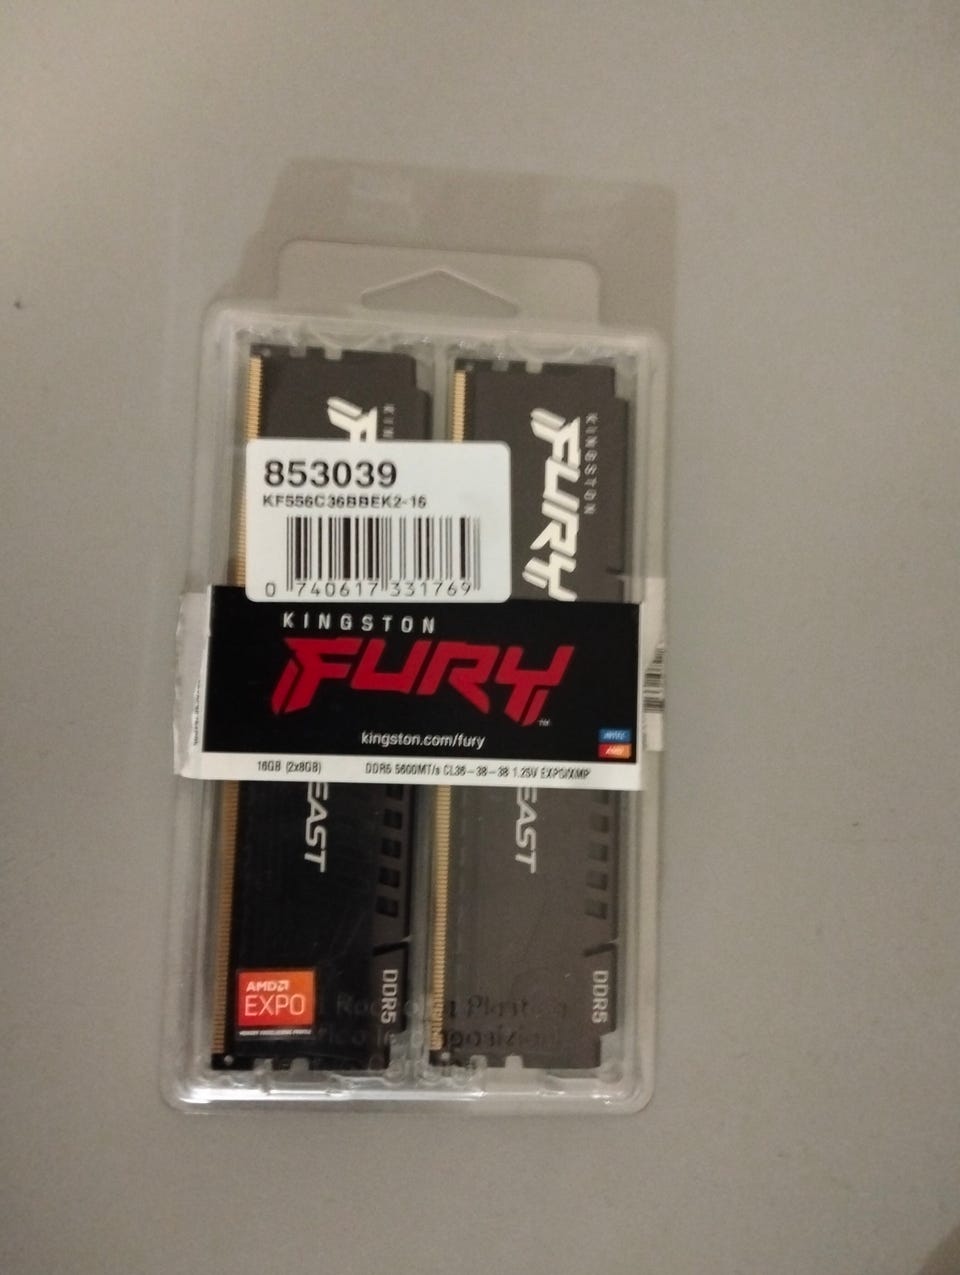 KINGSTON
FURY
853039
KF556C36BBEK2-16
0 740617 331769
KINGSTON
FURY™
kingston.com/fury
16GB (2x8GB) DDR5 5600MT/s CL36-38-38 1.25V EXPO/XMP
EAST
EAST
AMD
EXPO
DDR5
DDR5